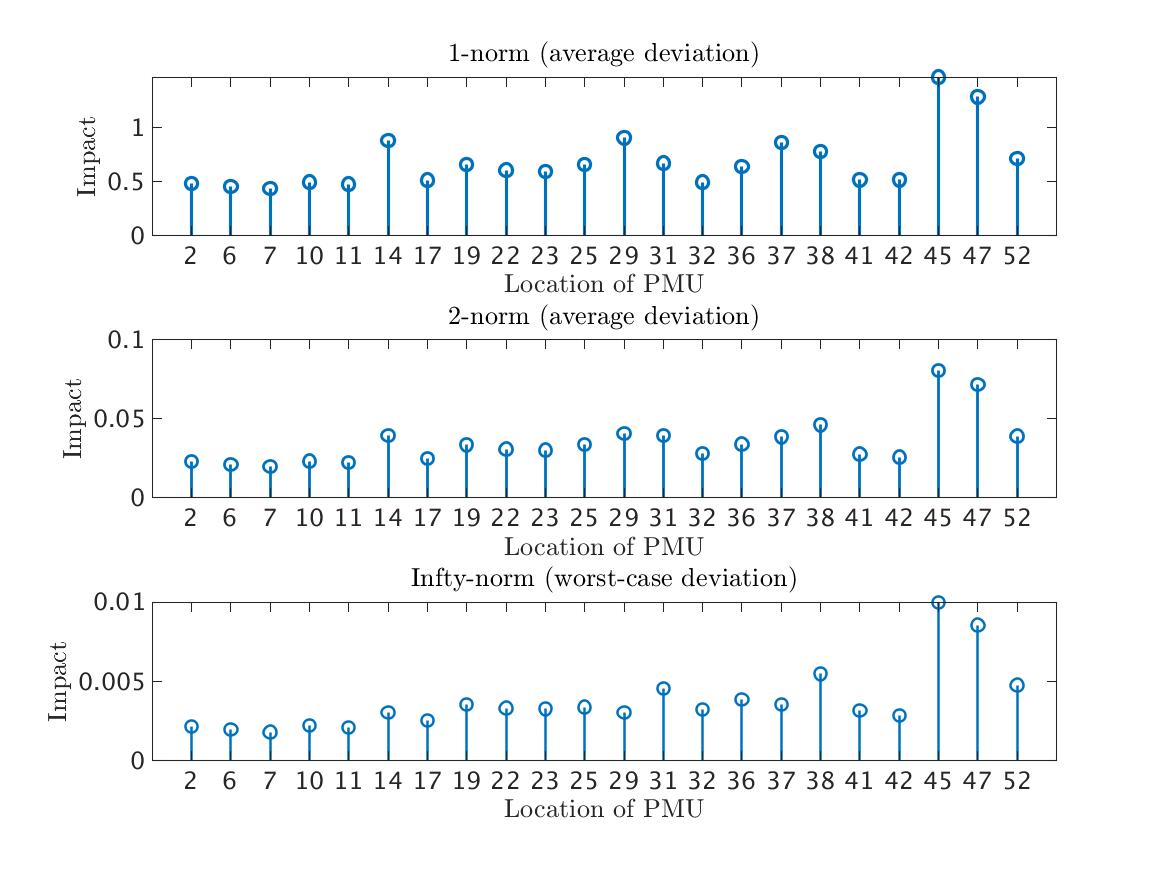 1-norm (average deviation)
Impact
1
0.5
0
2 6 7 10 11 14 17 19 22 23 25 29 31 32 36 37 38 41 42 45 47 52
Location of PMU
2-norm (average deviation)
Impact
0.1
0.05
0
2 6 7 10 11 14 17 19 22 23 25 29 31 32 36 37 38 41 42 45 47 52
Location of PMU
Infty-norm (worst-case deviation)
Impact
0.01
0.005
0
2 6 7 10 11 14 17 19 22 23 25 29 31 32 36 37 38 41 42 45 47 52
Location of PMU